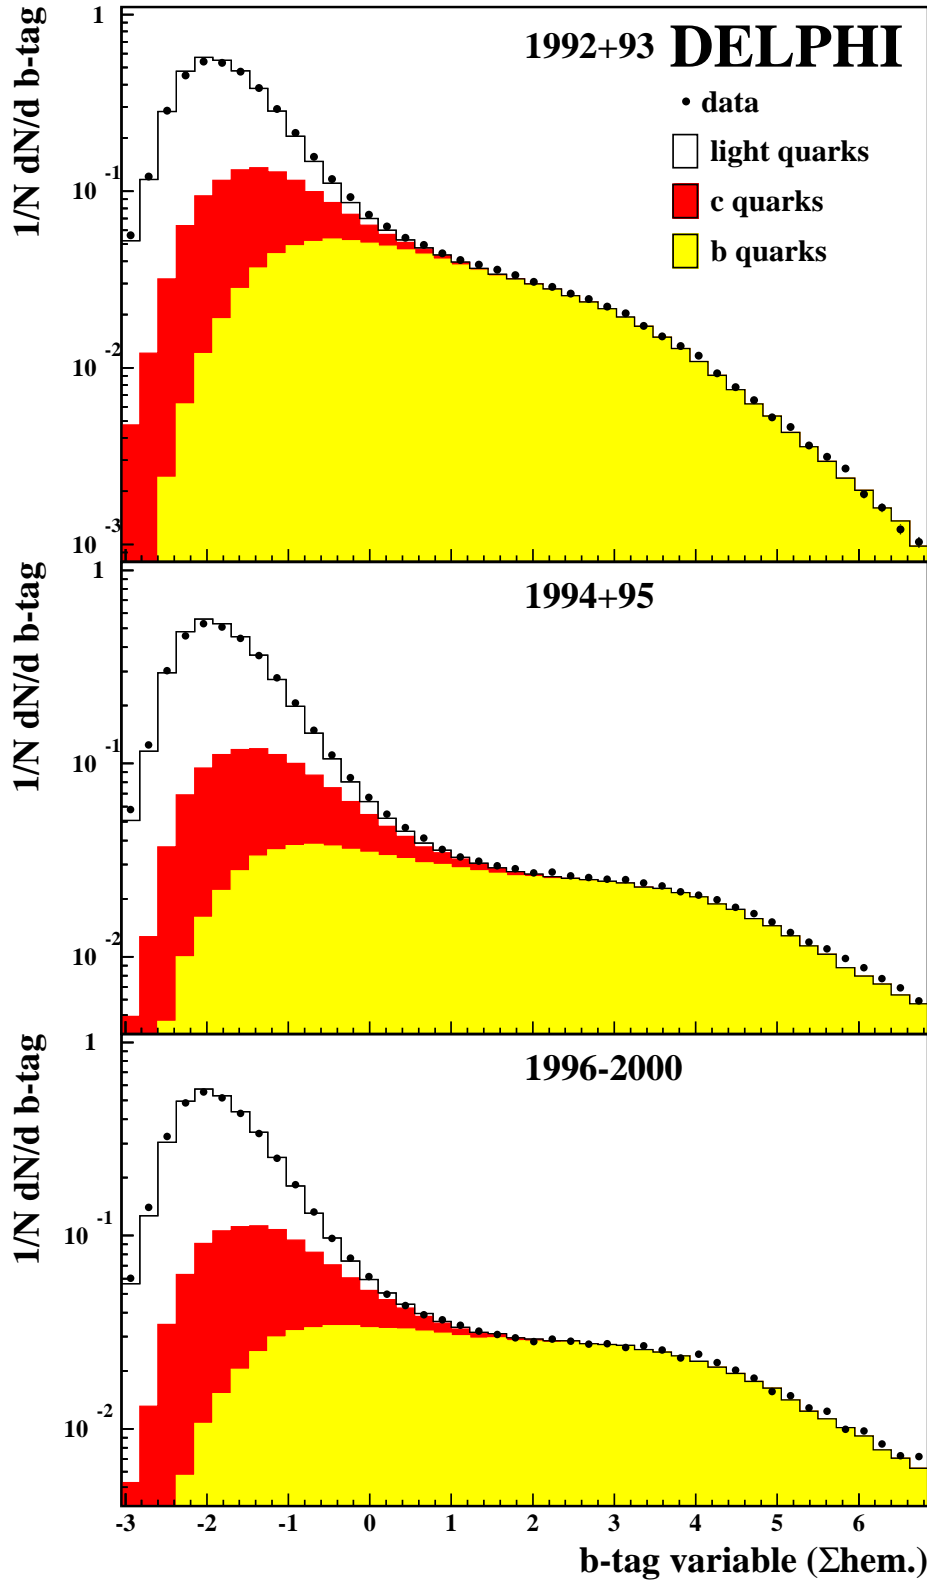 1992+93 DELPHI
data
light quarks
c quarks
b quarks
1/N dN/d b-tag
1
10 -1
10 -2
10 -3
1994+95
1/N dN/d b-tag
1
10 -1
10 -2
1996-2000
1/N dN/d b-tag
1
10 -1
10 -2
-3 -2 -1 0 1 2 3 4 5 6
b-tag variable (Σhem.)